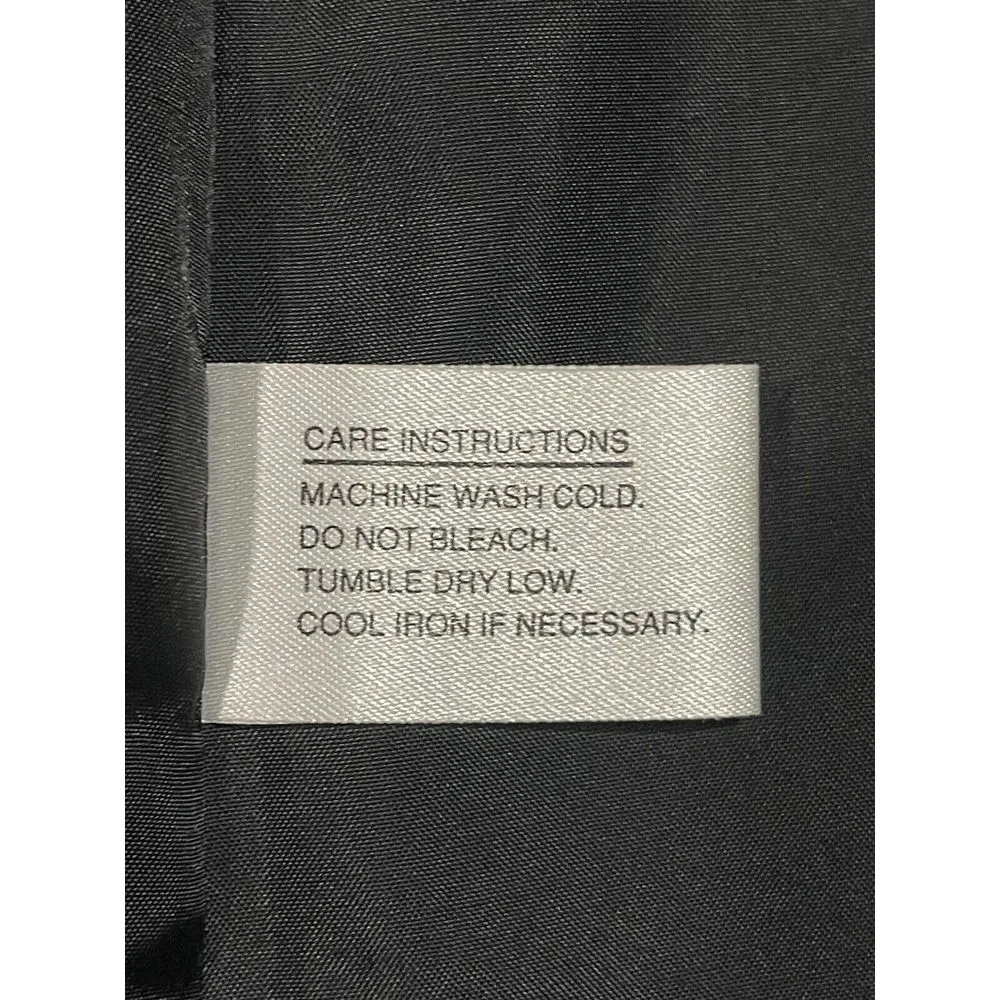 CARE INSTRUCTIONS
MACHINE WASH COLD.
DO NOT BLEACH.
TUMBLE DRY LOW.
COOL IRON IF NECESSARY.